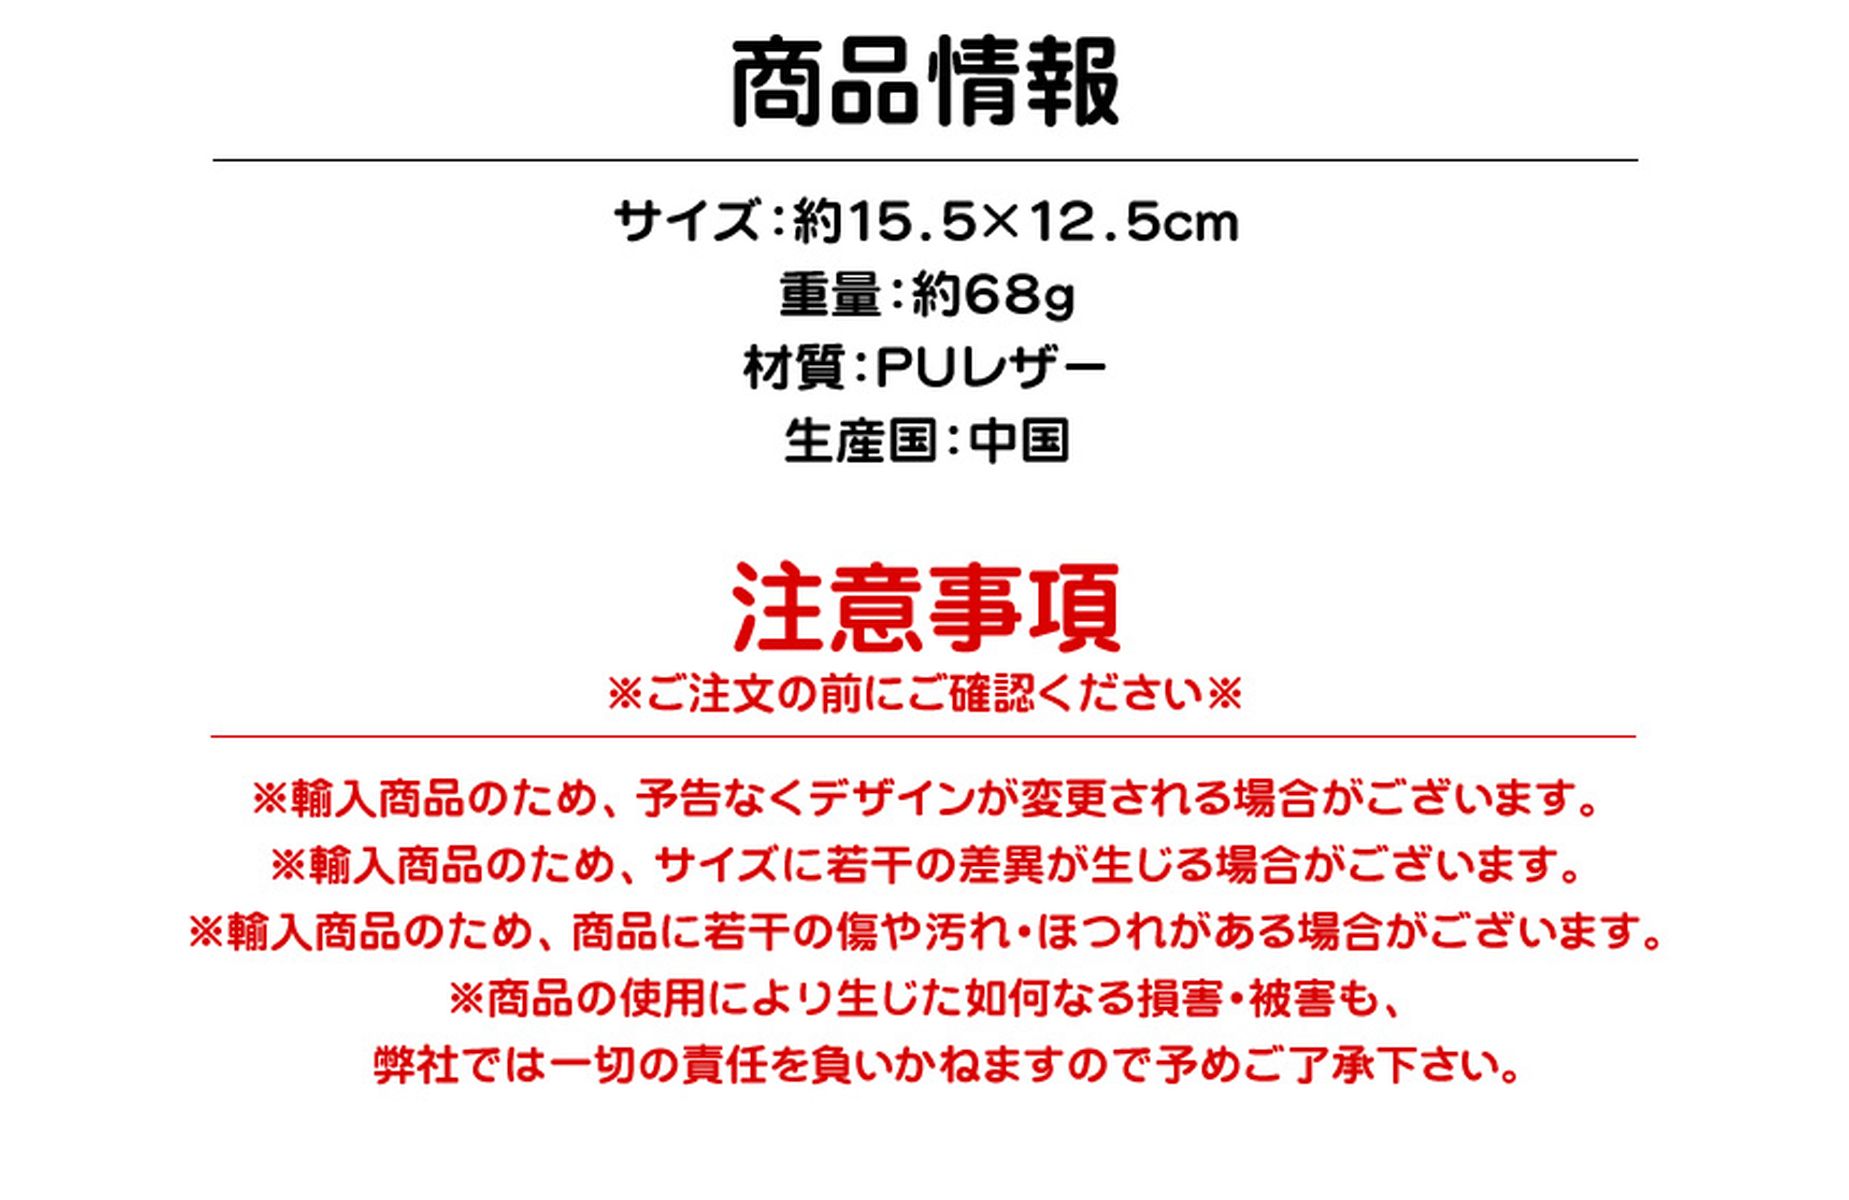 商品情報
サイズ：約15.5×12.5cm
重量：約68g
材質：PUレザー
生産国：中国
注意事項
※ご注文の前にご確認ください※
※輸入商品のため、予告なくデザインが変更される場合がございます。
※輸入商品のため、サイズに若干の差異が生じる場合がございます。
※輸入商品のため、商品に若干の傷や汚れ・ほつれがある場合がございます。
※商品の使用により生じた如何なる損害・被害も、
弊社では一切の責任を負いかねますので予めご了承下さい。